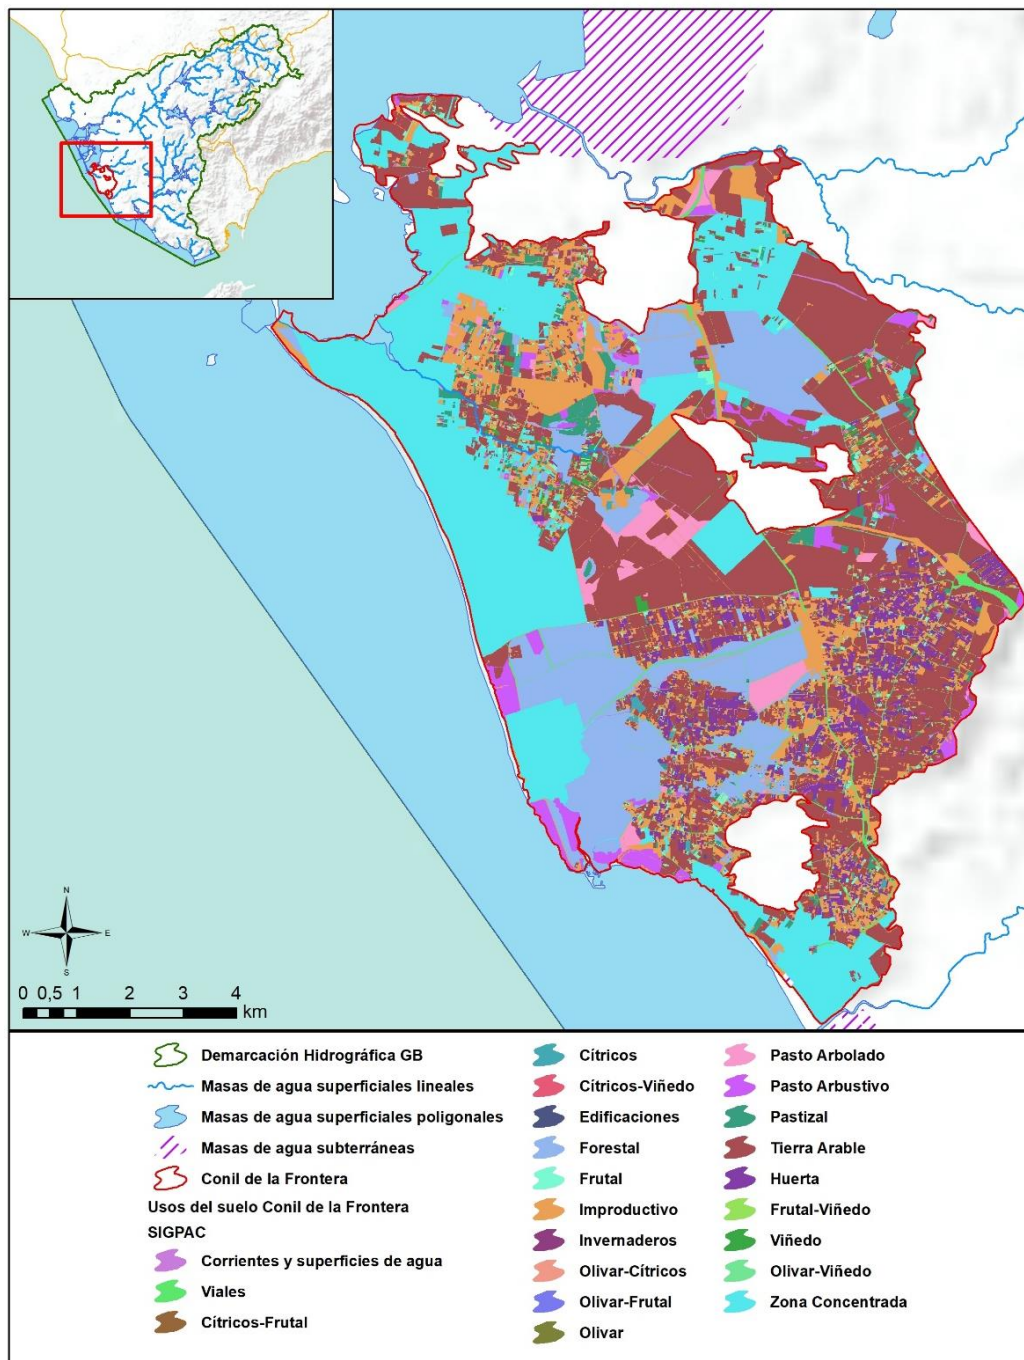 N
W E
S
0 0,5 1 2 3 4
km
Demarcación Hidrográfica GB
Masas de agua superficiales lineales
Masas de agua superficiales poligonales
Masas de agua subterráneas
Conil de la Frontera
Usos del suelo Conil de la Frontera
SIGPAC
Corrientes y superficies de agua
Viales
Cítricos-Frutal
Cítricos
Cítricos-Viñedo
Edificaciones
Forestal
Frutal
Improductivo
Invernaderos
Olivar-Cítricos
Olivar-Frutal
Olivar
Pasto Arbolado
Pasto Arbustivo
Pastizal
Tierra Arable
Huerta
Frutal-Viñedo
Viñedo
Olivar-Viñedo
Zona Concentrada